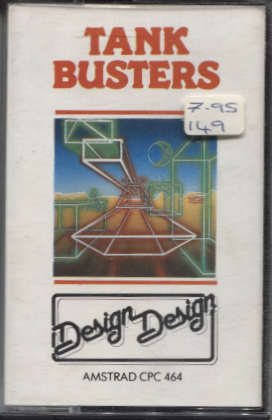 TANK
BUSTERS
7.95
149
Design Design
AMSTRAD CPC 464